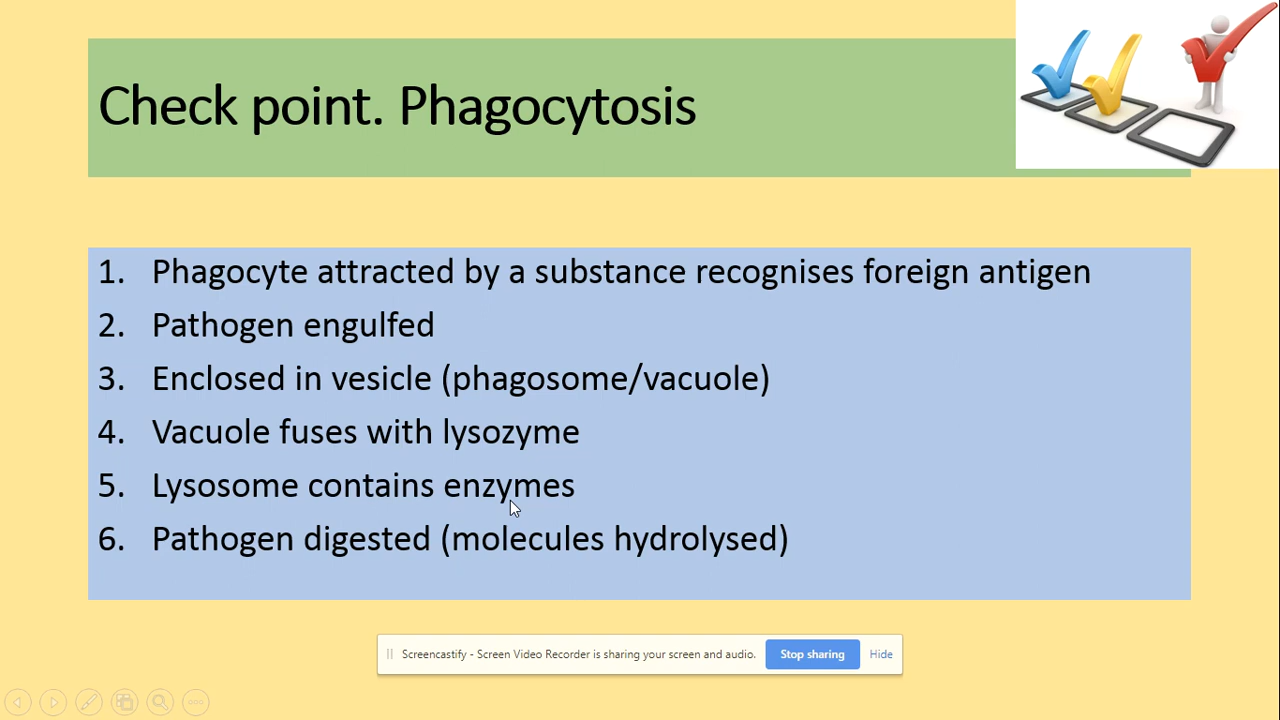 Check point. Phagocytosis
1. Phagocyte attracted by a substance recognises foreign antigen
2. Pathogen engulfed
3. Enclosed in vesicle (phagosome/vacuole)
4. Vacuole fuses with lysozyme
5. Lysosome contains enzymes
6. Pathogen digested (molecules hydrolysed)
Screencastify - Screen Video Recorder is sharing your screen and audio. Stop sharing Hide